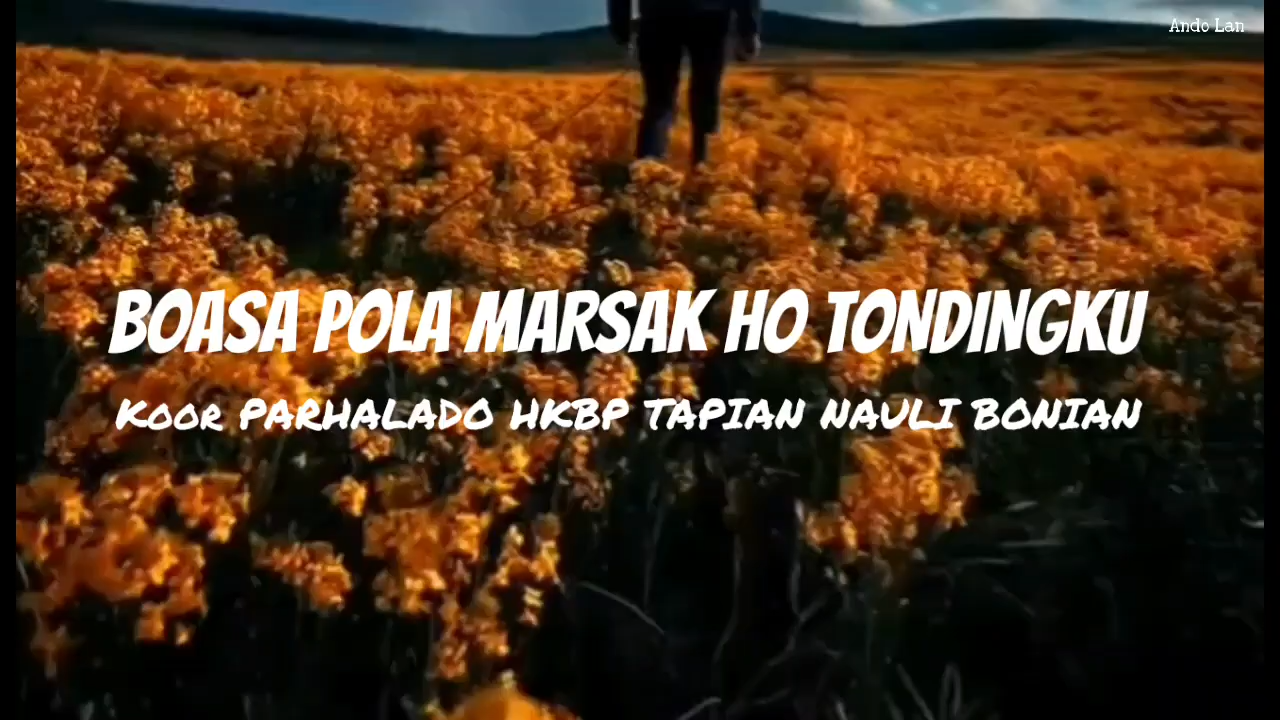 Ando Lan
BOASA POLA MARSAK HO TONDINGKU
Koor PARHALADO HKBP TAPIAN NAULI BONIAN